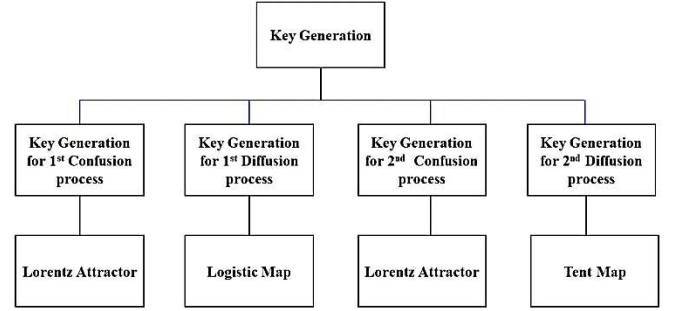 Key Generation
Key Generation
for 1st Confusion
process
Key Generation
for 1st Diffusion
process
Key Generation
for 2nd Confusion
process
Key Generation
for 2nd Diffusion
process
Lorentz Attractor
Logistic Map
Lorentz Attractor
Tent Map